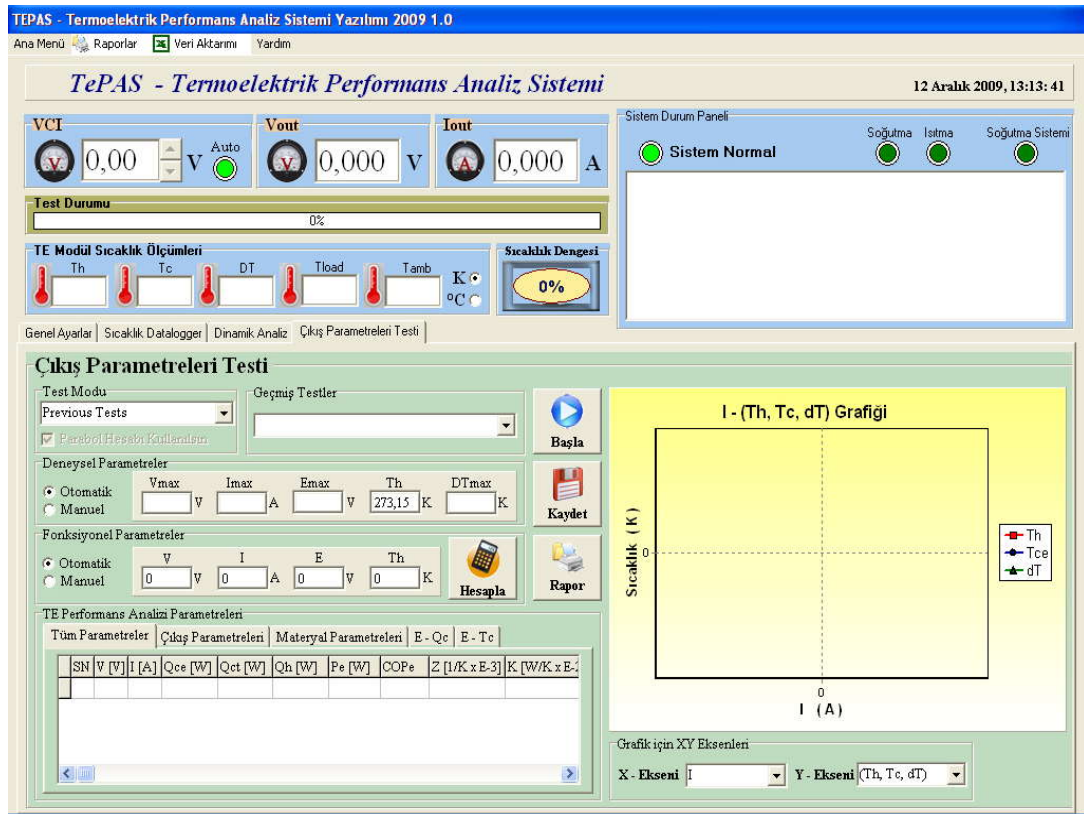 TEPAS - Termoelektrik Performans Analiz Sistemi Yazılımı 2009 1.0
Ana Menü Raporlar Veri Aktarımı Yardım
TePAS - Termoelektrik Performans Analiz Sistemi
12 Aralık 2009, 13:13: 41
VCI
V 0,00 V Auto
Vout
V 0,000 V
Iout
A 0,000 A
Sistem Durum Paneli
Sistem Normal
Soğutma Isıtma Soğutma Sistemi
Test Durumu
0%
TE Modül Sıcaklık Ölçümleri
Th Tc DT Tload Tamb
K
ºC
Sıcaklık Dengesi
0%
Genel Ayarlar Sıcaklık Datalogger Dinamik Analiz Çıkış Parametreleri Testi
Çıkış Parametreleri Testi
Test Modu
Previous Tests
Parabol Hesabı Kullanılsın
Geçmiş Testler
Başla
Deneysel Parametreler
Otomatik
Manuel
Vmax Imax Emax Th DTmax
V A V 273,15 K K
Kaydet
Fonksiyonel Parametreler
Otomatik
Manuel
V I E Th
0 V 0 A 0 V 0 K
Hesapla
Rapor
TE Performans Analizi Parametreleri
Tüm Parametreler Çıkış Parametreleri Materyal Parametreleri E - Qc E - Tc
SN V [V] I [A] Qce [W] Qct [W] Qh [W] Pe [W] COPe Z [1/K x E-3] K [W/K x E-
I - (Th, Tc, dT) Grafiği
Sıcaklık (K)
0
0
I (A)
Th
Tce
dT
Grafik için XY Eksenleri
X - Ekseni I Y - Ekseni (Th, Tc, dT)